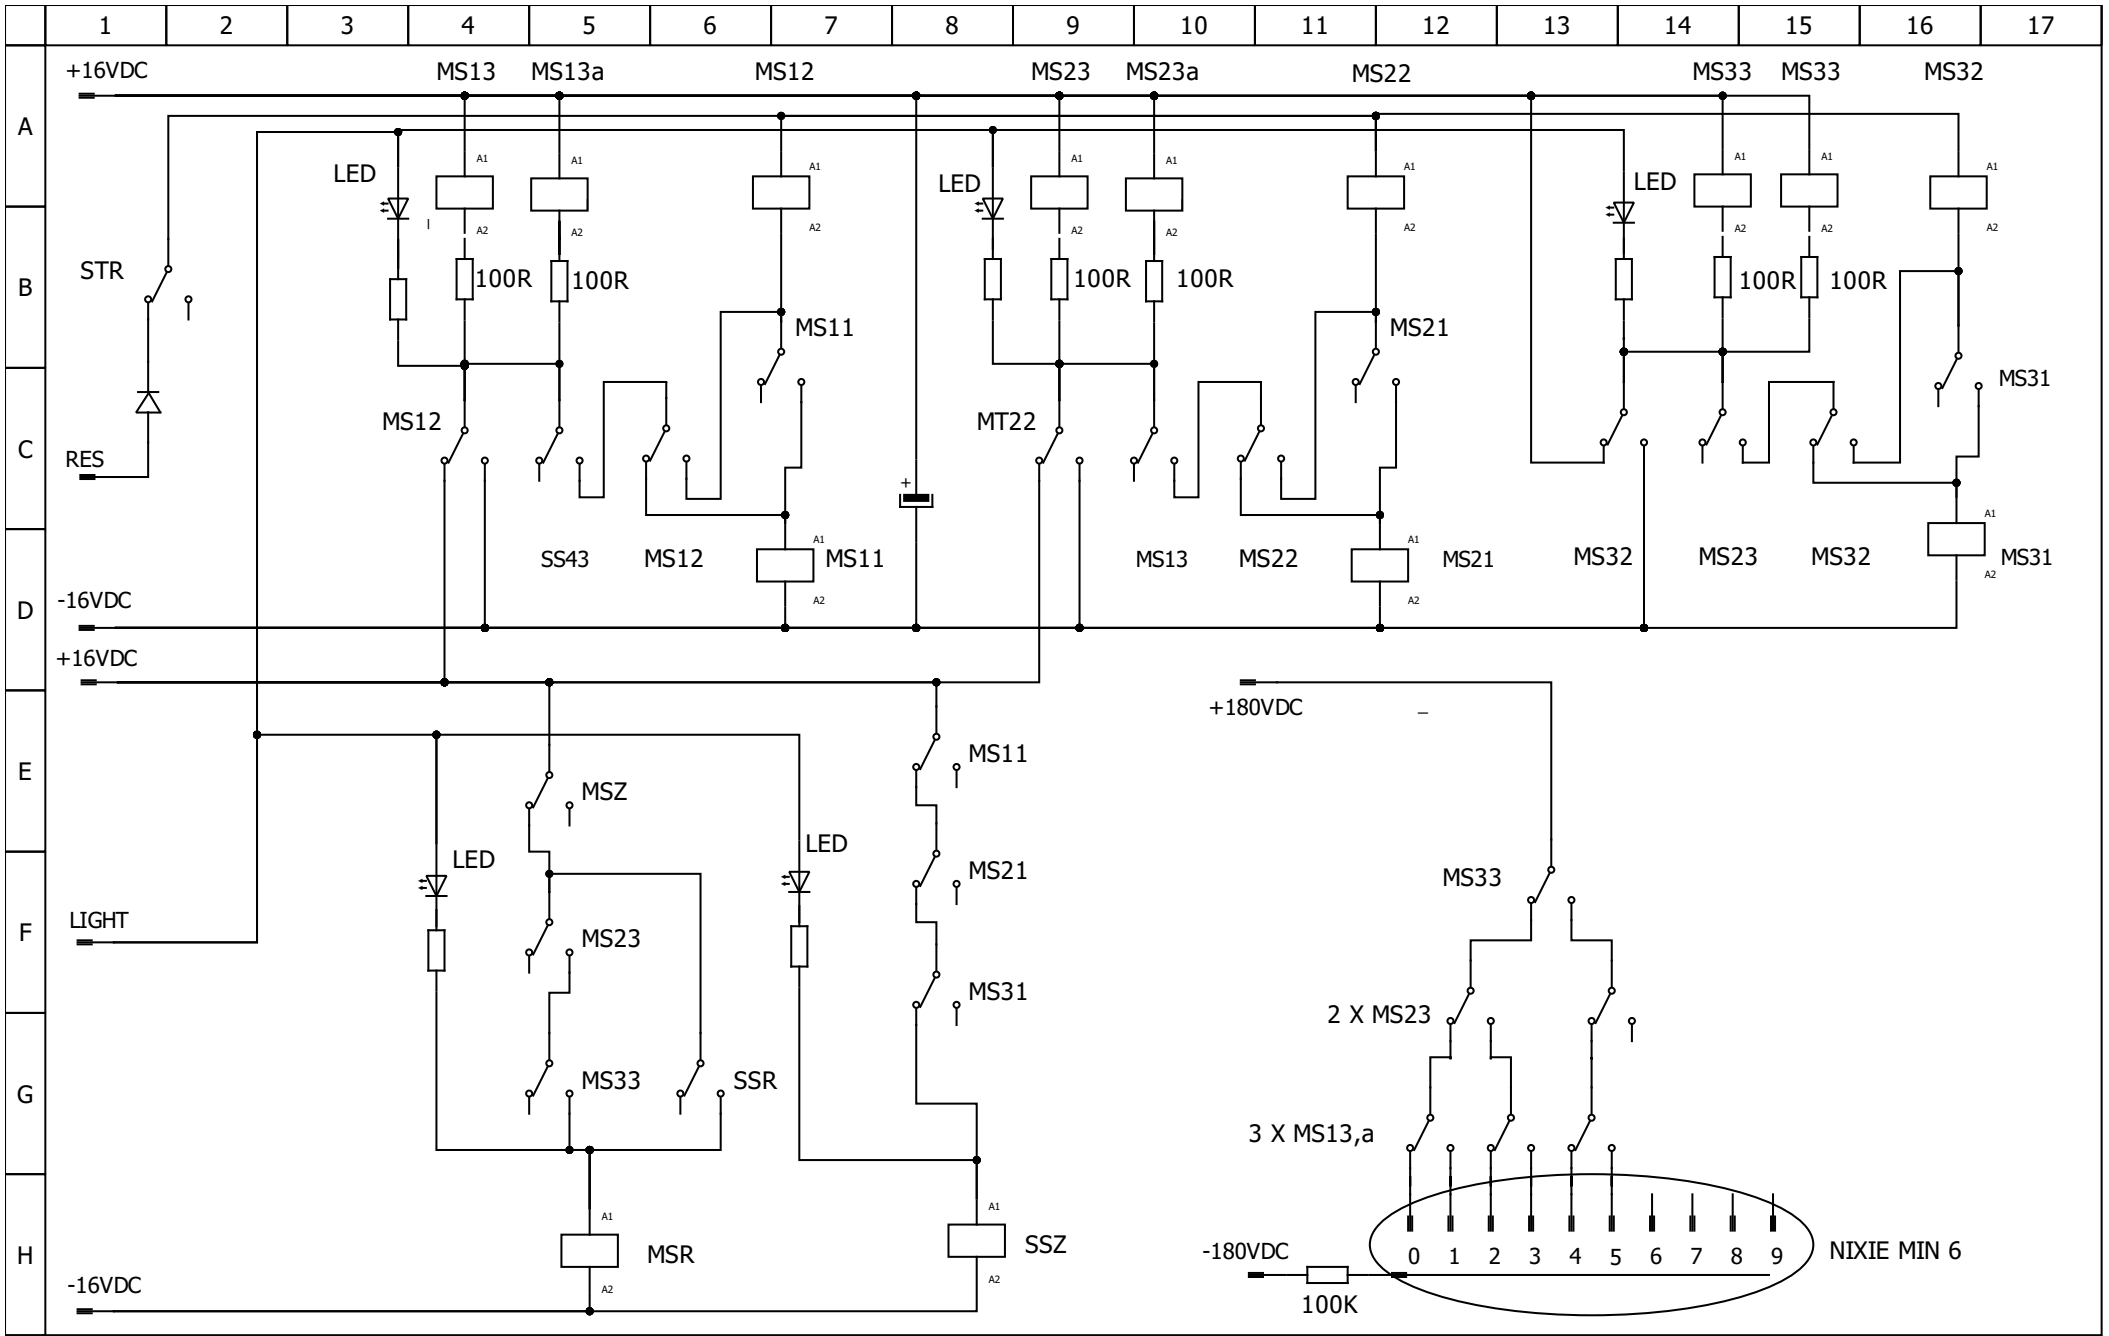 1 2 3 4 5 6 7 8 9 10 11 12 13 14 15 16 17
+16VDC MS13 MS13a MS12 MS23 MS23a MS22 MS33 MS33 MS32
A
A1 A1 A1 A1 A1 A1 A1 A1 A1
LED LED LED
A2 A2 A2 A2 A2 A2 A2 A2 A2
STR
B 100R 100R 100R 100R 100R 100R
MS11 MS21
MS31
MS12 MT22
C
RES
+
A1 A1 A1
SS43 MS12 MS11 MS13 MS22 MS21 MS32 MS23 MS32 MS31
A2 A2 A2
-16VDC
D
+16VDC
+180VDC
MS11
E
MSZ
LED LED
MS21 MS33
LIGHT
F
MS23
MS31
2 X MS23
MS33 SSR
G
3 X MS13,a
A1 A1
SSZ
MSR
H
-180VDC 0 1 2 3 4 5 6 7 8 9 NIXIE MIN 6
A2 A2
-16VDC
100K